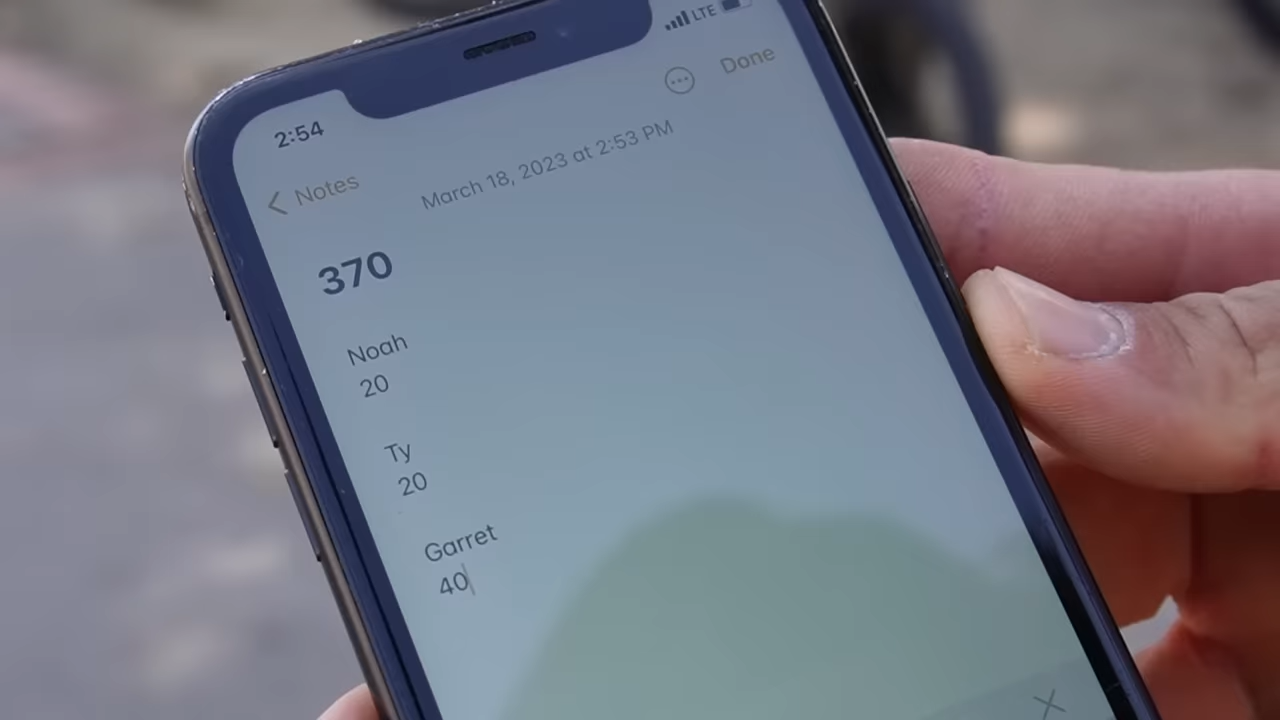 2:54
LTE
Done
Notes
March 18, 2023 at 2:53 PM
370
Noah
20
Ty
20
Garret
40